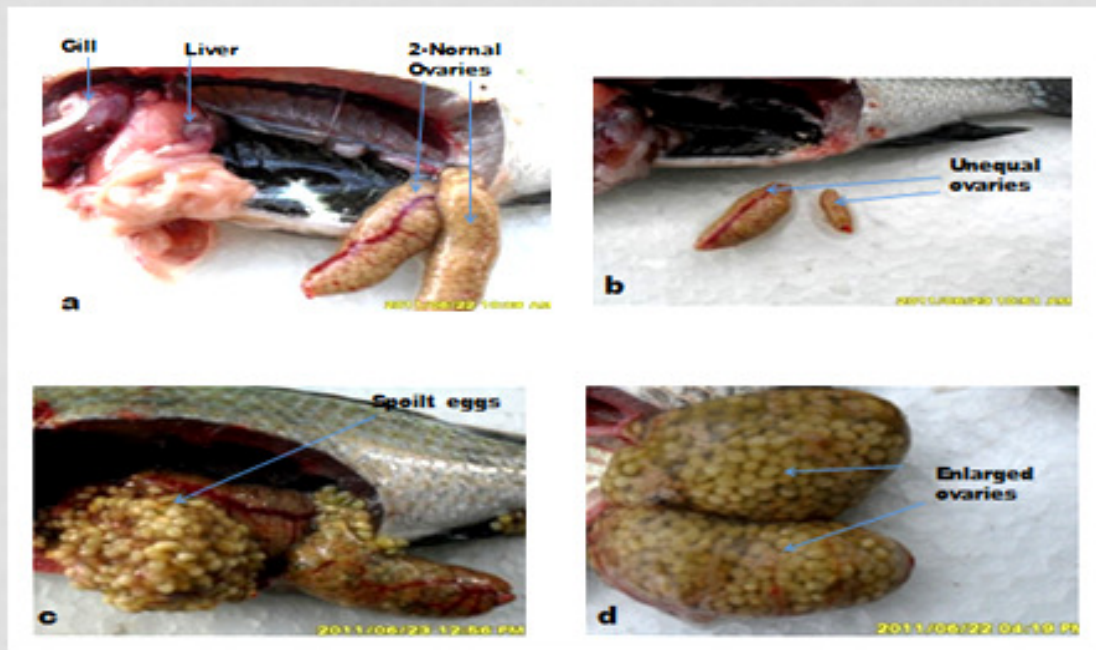 Gill
Liver
2-Nornal
Ovaries
a
Unequal
ovaries
b
Spoilt eggs
c
2011/06/23 12:56 PM
Enlarged
ovaries
d
2011/06/22 04:19 PM